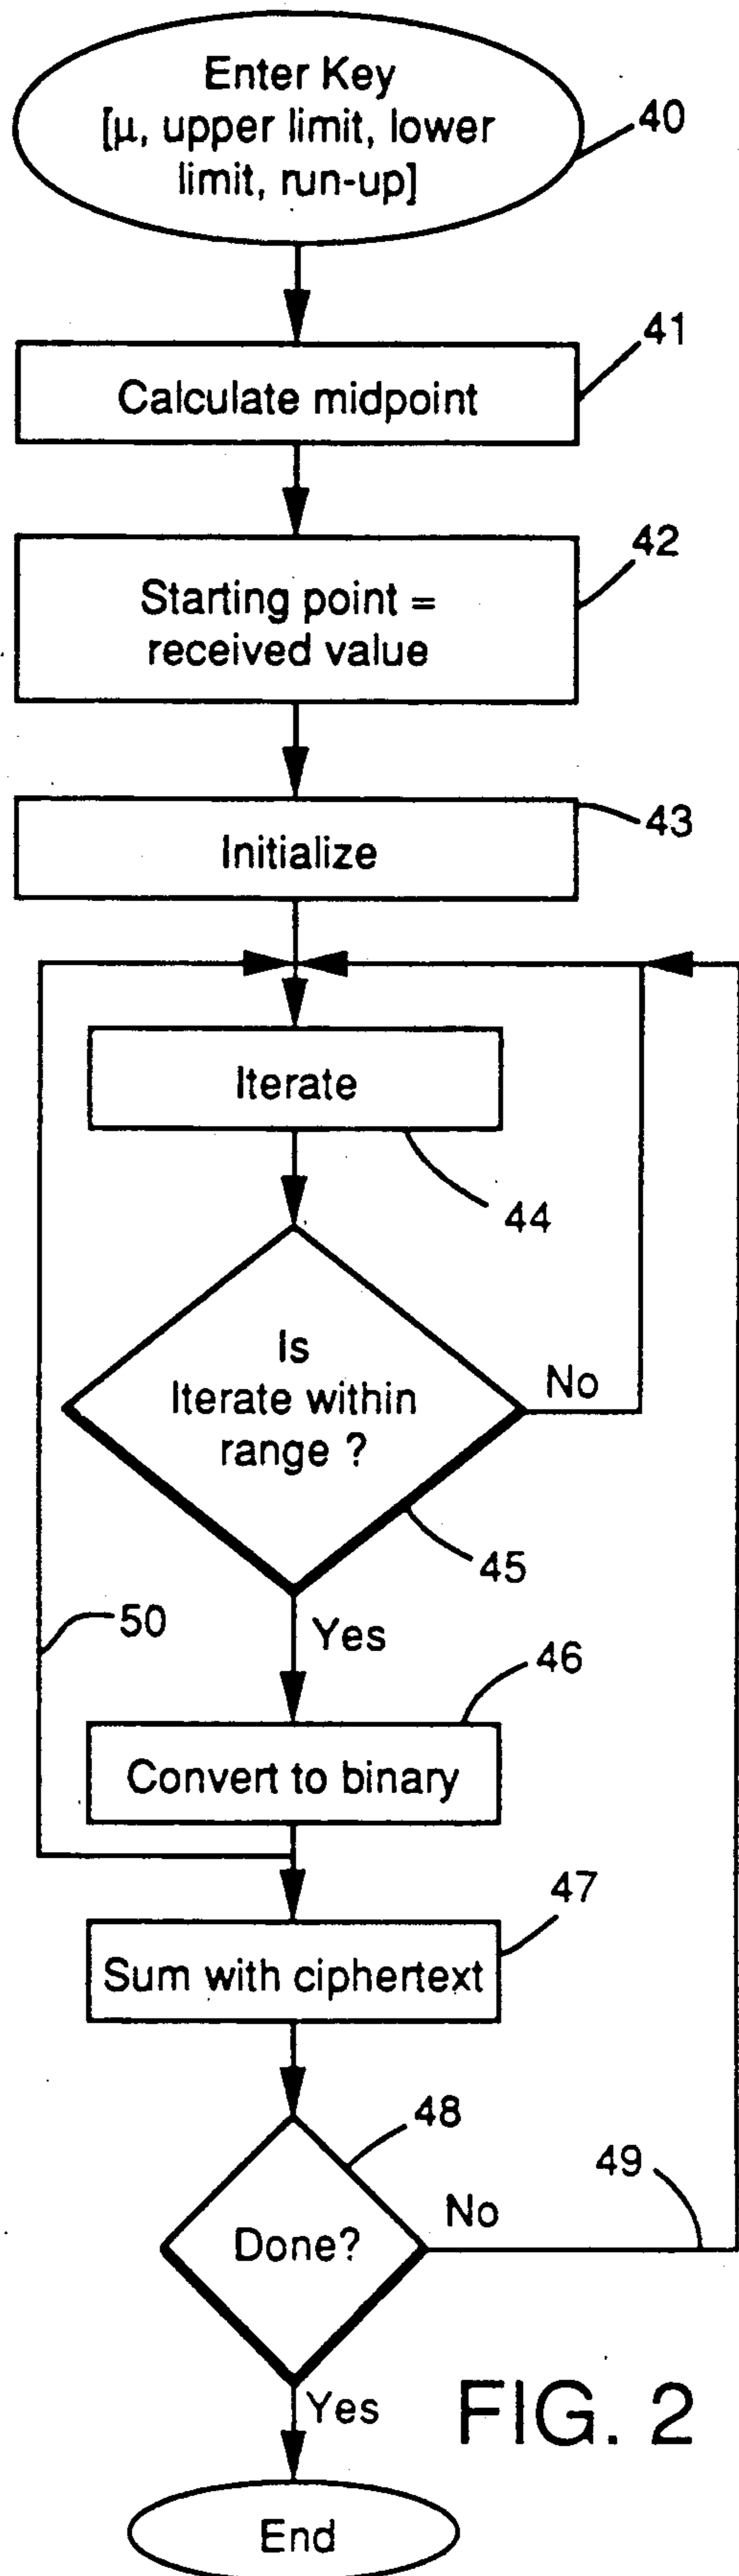 Enter Key
[μ, upper limit, lower
limit, run-up]
40
Calculate midpoint
41
Starting point =
received value
42
Initialize
43
Iterate
44
Is
Iterate within
range ?
No
45
50
Yes
46
Convert to binary
47
Sum with ciphertext
48
Done?
No
49
Yes
FIG. 2
End